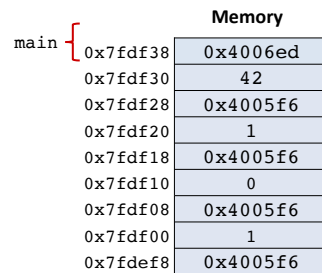 Memory
main
0x7fdf38 0x4006ed
0x7fdf30 42
0x7fdf28 0x4005f6
0x7fdf20 1
0x7fdf18 0x4005f6
0x7fdf10 0
0x7fdf08 0x4005f6
0x7fdf00 1
0x7fdef8 0x4005f6